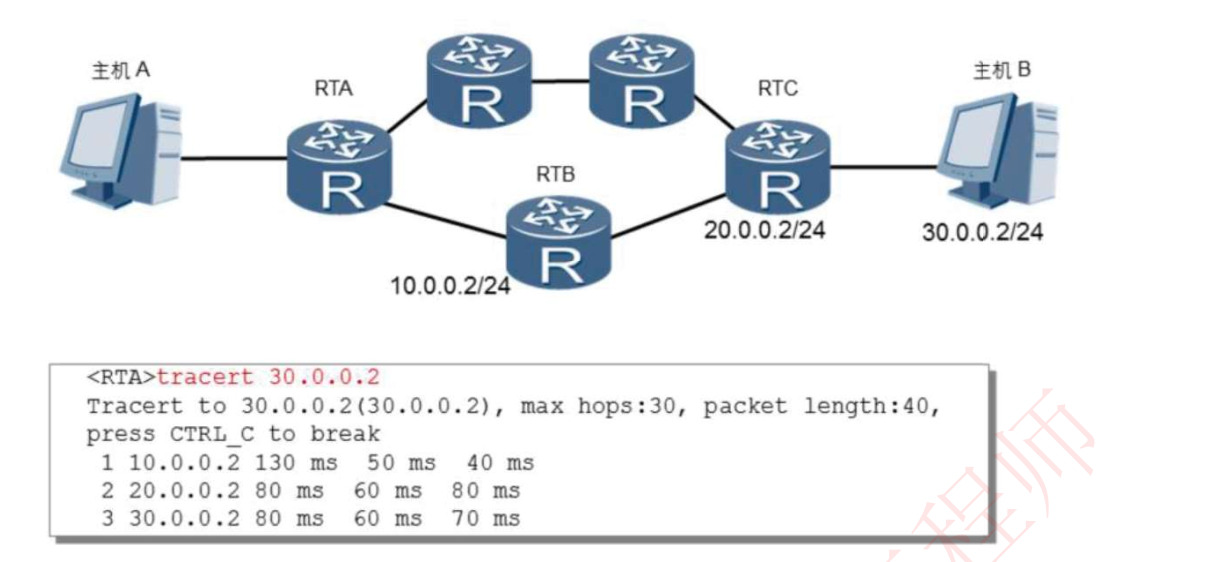 主机 A
RTA
RTC
主机 B
R
R
R
RTB
R
R
20.0.0.2/24
30.0.0.2/24
10.0.0.2/24
<RTA>tracert 30.0.0.2
Tracert to 30.0.0.2(30.0.0.2), max hops:30, packet length:40,
press CTRL_C to break
1 10.0.0.2 130 ms 50 ms 40 ms
2 20.0.0.2 80 ms 60 ms 80 ms
3 30.0.0.2 80 ms 60 ms 70 ms
程师